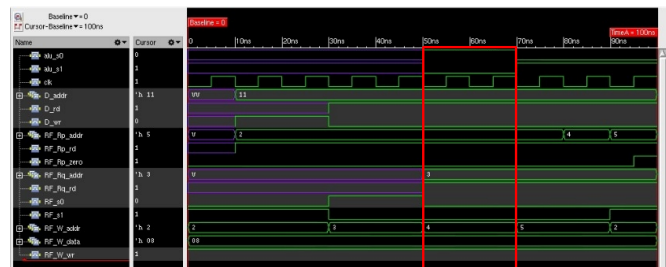 Baseline ▾= 0
Cursor-Baseline ▾= 100ns
Baseline = 0
TimeA = 100ns
Name Cursor 0 10ns 20ns 30ns 40ns 50ns 60ns 70ns 80ns 90ns
alu_s0 0
alu_s1 1
clk 1
D_addr 'h 11 11
D_rd 1
D_wr 0
RF_Rp_addr 'h 5 2 4 5
RF_Rp_rd 1
RF_Rp_zero 1
RF_Rq_addr 'h 3 3
RF_Rq_rd 1
RF_s0 0
RF_s1 1
RF_W_addr 'h 2 2 3 4 5 2
RF_W_data 'h 08 08
RF_W_wr 1